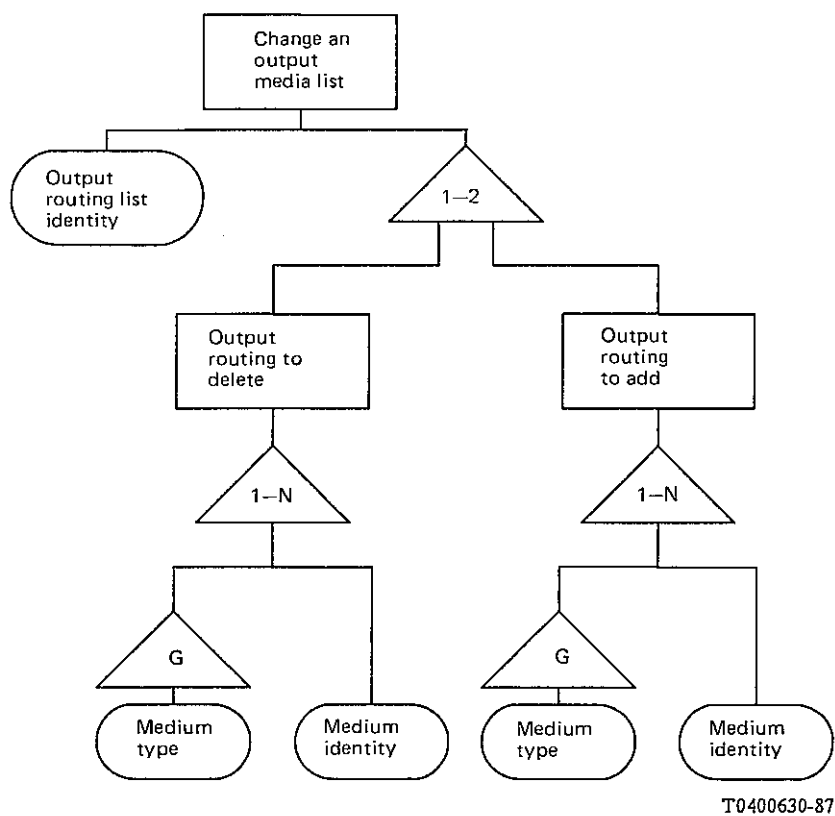 Change an
output
media list
Output
routing list
identity
1–2
Output
routing to
delete
Output
routing
to add
1–N
1–N
G
G
Medium
type
Medium
identity
Medium
type
Medium
identity
T0400630-87